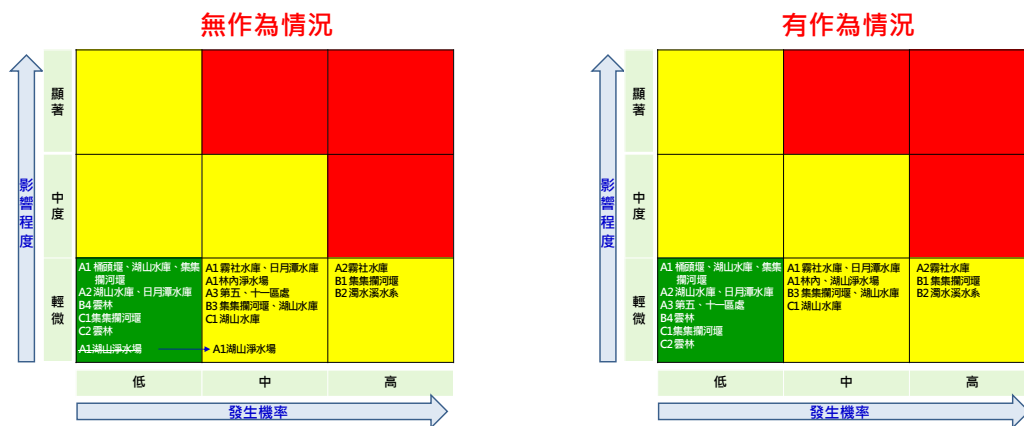 無作為情況
影響程度
顯著
中度
輕微
A1 桶頭堰、湖山水庫、集集
攔河堰
A2 湖山水庫、日月潭水庫
B4 雲林
C1集集攔河堰
C2 雲林
A1湖山淨水場
A1 霧社水庫、日月潭水庫
A1林內淨水場
A3 第五、十一區處
B3 集集攔河堰、湖山水庫
C1 湖山水庫
A1湖山淨水場
A2霧社水庫
B1 集集攔河堰
B2 濁水溪水系
低
中
高
發生機率
有作為情況
影響程度
顯著
中度
輕微
A1 桶頭堰、湖山水庫、集集
攔河堰
A2 湖山水庫、日月潭水庫
A3 第五、十一區處
B4雲林
C1集集攔河堰
C2 雲林
A1 霧社水庫、日月潭水庫
A1林內、湖山淨水場
B3 集集攔河堰、湖山水庫
C1 湖山水庫
A2霧社水庫
B1 集集攔河堰
B2 濁水溪水系
低
中
高
發生機率